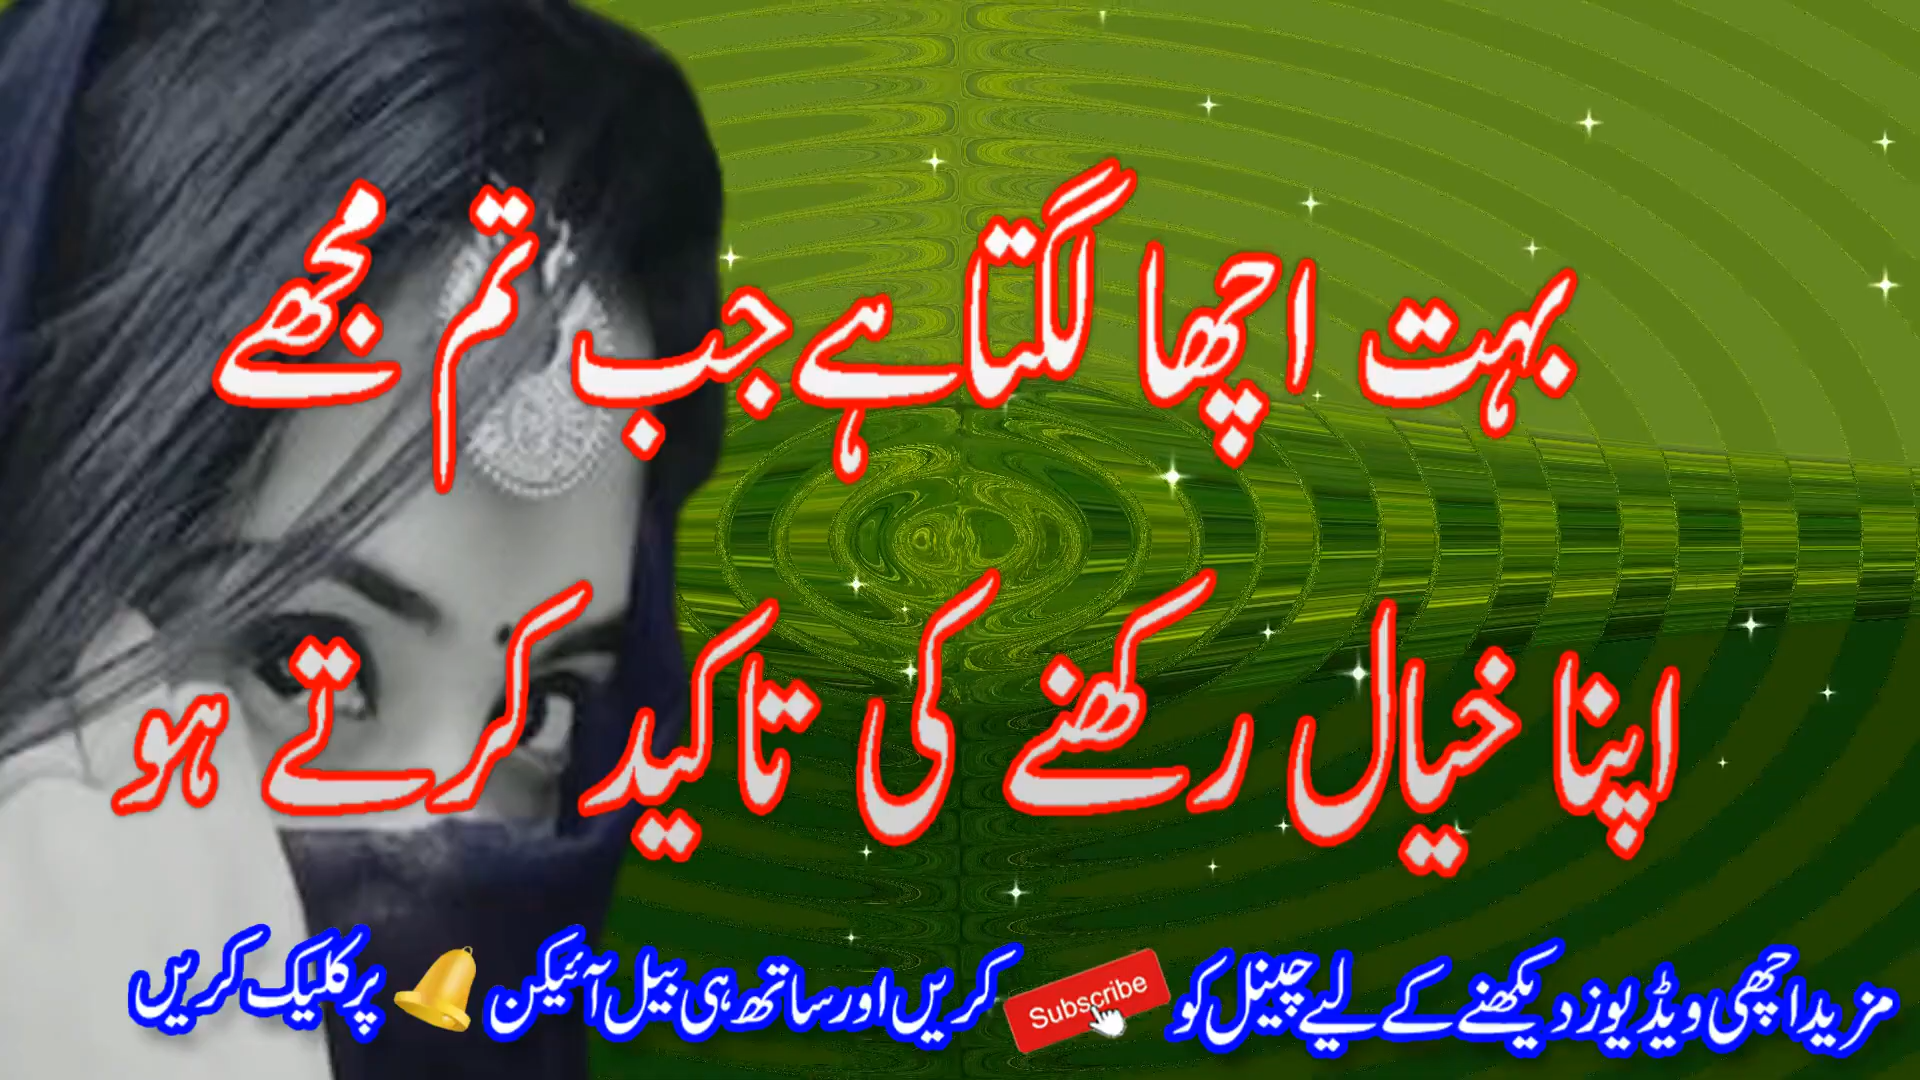 بہت اچھا لگتا ہے جب تم مجھے
اپنا خیال رکھنے کی تاکید کرتے ہو
مزید اچھی ویڈیوز دیکھنے کے لیے چینل کو Subscribe کریں اور ساتھ ہی بیل آئیکن پر کلیک کریں